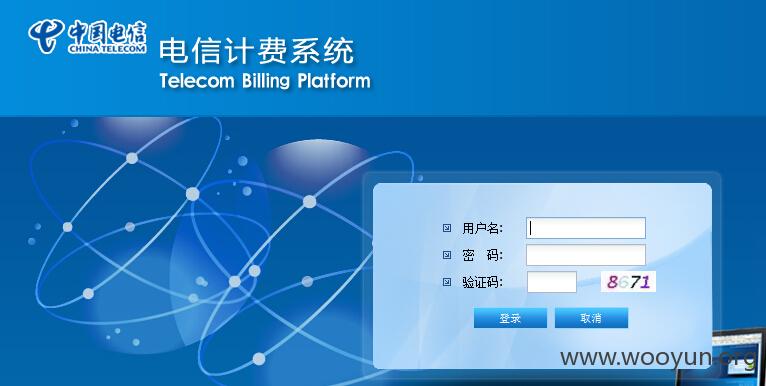 中国电信
CHINA TELECOM
电信计费系统
Telecom Billing Platform
用户名:
密 码:
验证码: 8671
登录 取消
www.wooyun.org